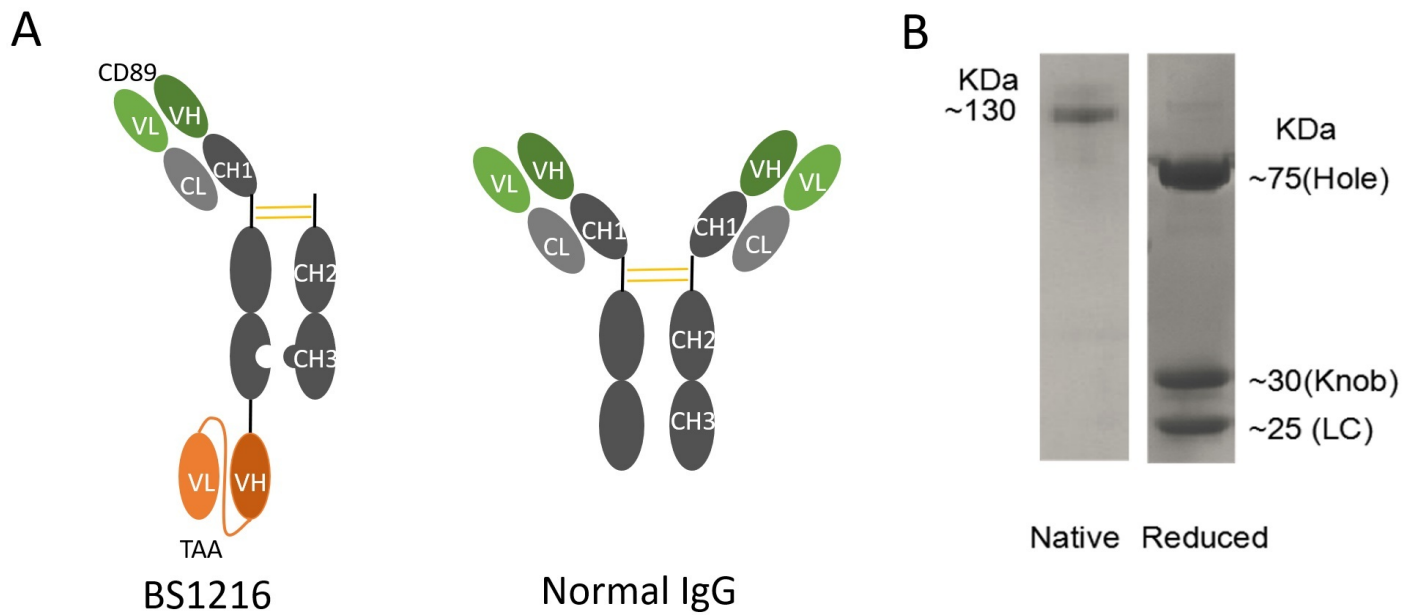 A
CD89
VL
VH
CL
CH1
CH2
CH3
VL
VH
TAA
BS1216
VL
VH
CL
CH1
VH
VL
CH1
CL
CH2
CH3
Normal IgG
B
KDa
~130
KDa
~75(Hole)
~30(Knob)
~25 (LC)
Native Reduced